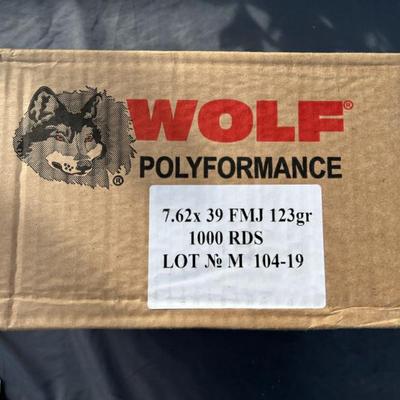 WOLF®
POLYFORMANCE
®
7.62x 39 FMJ 123gr
1000 RDS
LOT № M 104-19